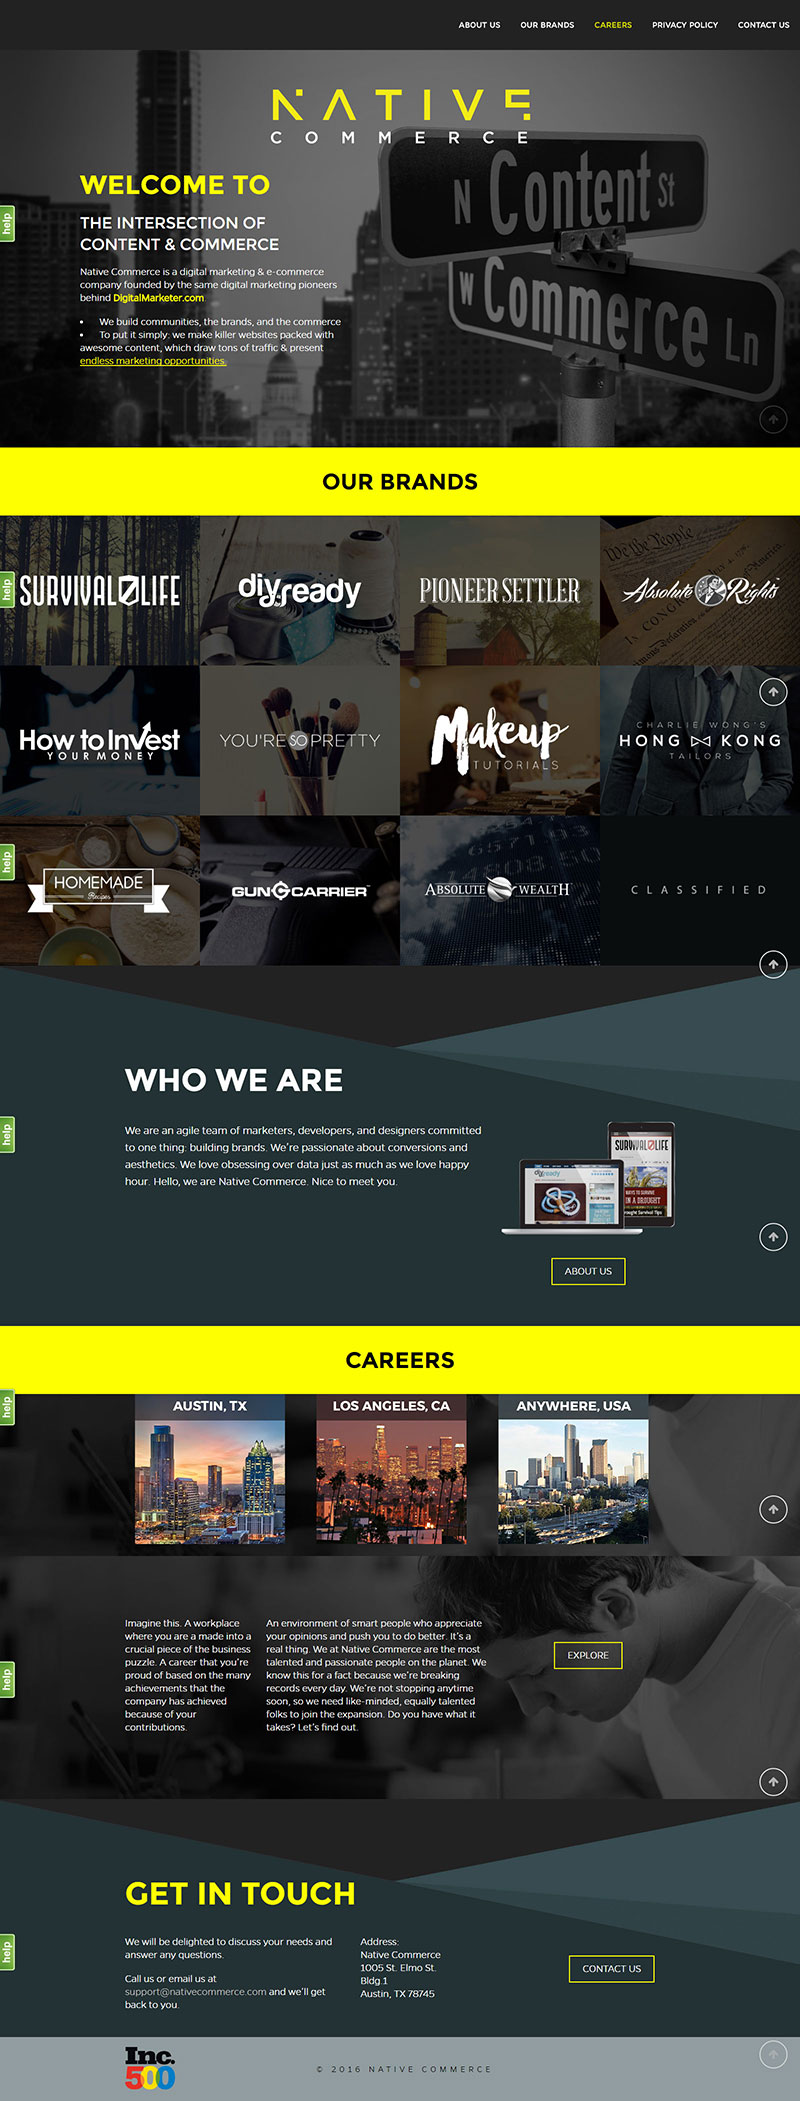 ABOUT US
OUR BRANDS
CAREERS
PRIVACY POLICY
CONTACT US
NATIVE
COMMERCE
N Content St
W Commerce Ln
WELCOME TO
THE INTERSECTION OF
CONTENT & COMMERCE
Native Commerce is a digital marketing & e-commerce
company founded by the same digital marketing pioneers
behind DigitalMarketer.com.
• We build communities, the brands, and the commerce
• To put it simply: we make killer websites packed with
awesome content, which draw tons of traffic & present
endless marketing opportunities.
help
OUR BRANDS
help
SURVIVAL LIFE
diy ready
PIONEER SETTLER
We the People
Absolute Rights
How to Invest
YOUR MONEY
YOU'RE SO PRETTY
Makeup
TUTORIALS
CHARLIE WONG'S
HONG KONG
TAILORS
help
HOMEMADE
Recipes
GUN CARRIER
ABSOLUTE WEALTH
CLASSIFIED
WHO WE ARE
We are an agile team of marketers, developers, and designers committed
to one thing: building brands. We're passionate about conversions and
aesthetics. We love obsessing over data just as much as we love happy
hour. Hello, we are Native Commerce. Nice to meet you.
help
diy ready
SURVIVAL LIFE
WAYS TO SURVIVE
IN A DROUGHT
Drought Survival Tips
ABOUT US
CAREERS
help
AUSTIN, TX
LOS ANGELES, CA
ANYWHERE, USA
Imagine this. A workplace
where you are a made into a
crucial piece of the business
puzzle. A career that you're
proud of based on the many
achievements that the
company has achieved
because of your
contributions.
An environment of smart people who appreciate
your opinions and push you to do better. It's a
real thing. We at Native Commerce are the most
talented and passionate people on the planet. We
know this for a fact because we're breaking
records every day. We're not stopping anytime
soon, so we need like-minded, equally talented
folks to join the expansion. Do you have what it
takes? Let's find out.
EXPLORE
help
GET IN TOUCH
We will be delighted to discuss your needs and
answer any questions.
Call us or email us at
support@nativecommerce.com and we'll get
back to you.
Address:
Native Commerce
1005 St. Elmo St.
Bldg.1
Austin, TX 78745
CONTACT US
help
Inc.
500
© 2016 NATIVE COMMERCE